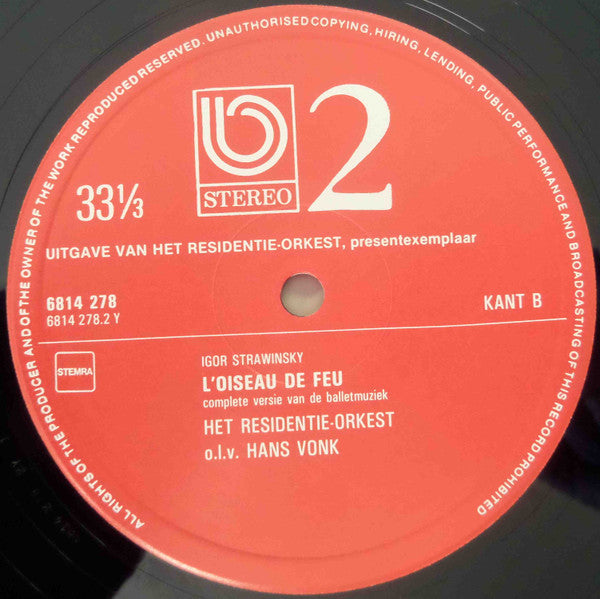 ALL RIGHTS OF THE PRODUCER AND OF THE OWNER OF THE WORK REPRODUCED RESERVED. UNAUTHORISED COPYING, HIRING, LENDING, PUBLIC PERFORMANCE AND BROADCASTING OF THIS RECORD PROHIBITED
b
STEREO
2
33⅓
UITGAVE VAN HET RESIDENTIE-ORKEST, presentexemplaar
6814 278
6814 278.2 Y
KANT B
STEMRA
IGOR STRAWINSKY
L'OISEAU DE FEU
complete versie van de balletmuziek
HET RESIDENTIE-ORKEST
o.l.v. HANS VONK